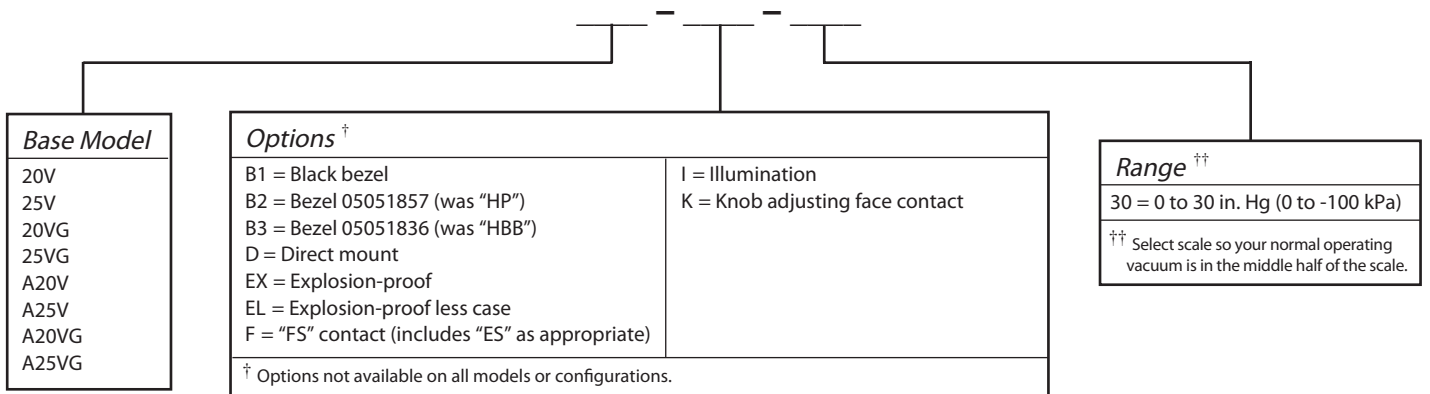 ____ – ____ – ____
Base Model
20V
25V
20VG
25VG
A20V
A25V
A20VG
A25VG
Options †
B1 = Black bezel
B2 = Bezel 05051857 (was “HP”)
B3 = Bezel 05051836 (was “HBB”)
D = Direct mount
EX = Explosion-proof
EL = Explosion-proof less case
F = “FS” contact (includes “ES” as appropriate)
I = Illumination
K = Knob adjusting face contact
† Options not available on all models or configurations.
Range ††
30 = 0 to 30 in. Hg (0 to -100 kPa)
†† Select scale so your normal operating
vacuum is in the middle half of the scale.